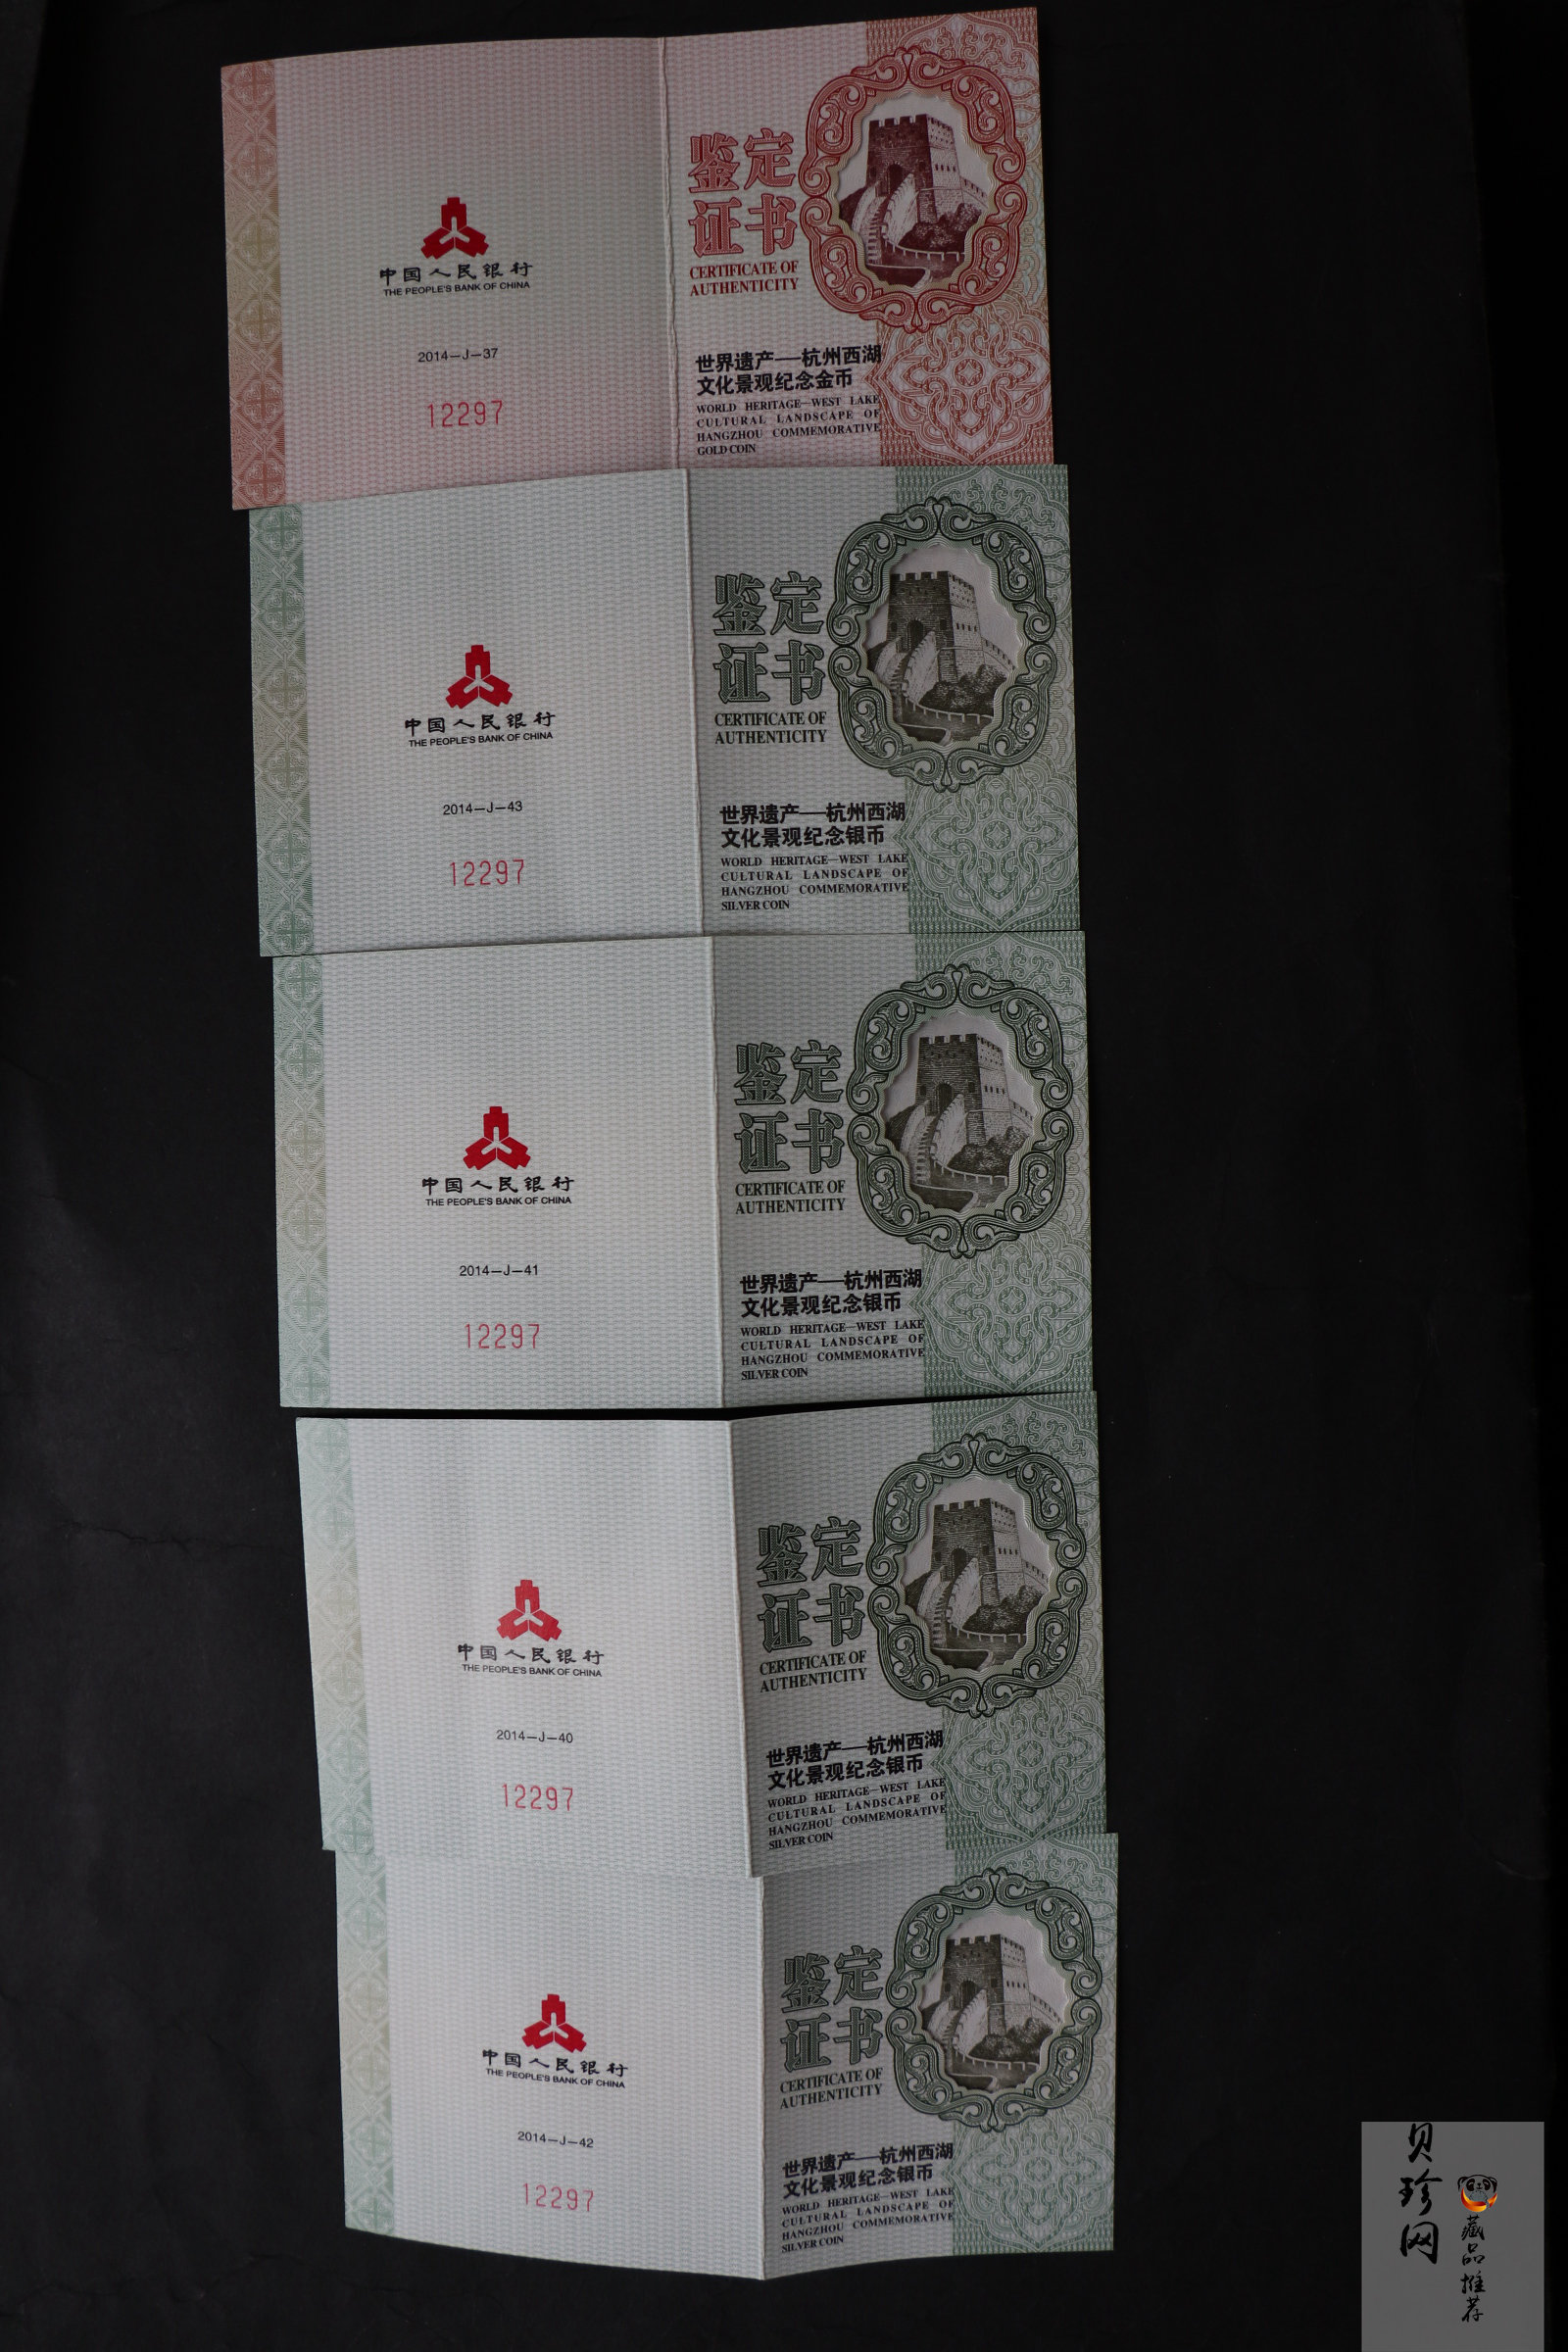 中国人民银行
THE PEOPLE'S BANK OF CHINA
2014—J—37
12297
鉴定
证书
CERTIFICATE OF
AUTHENTICITY
世界遗产——杭州西湖
文化景观纪念金币
WORLD HERITAGE—WEST LAKE
CULTURAL LANDSCAPE OF
HANGZHOU COMMEMORATIVE
GOLD COIN
中国人民银行
THE PEOPLE'S BANK OF CHINA
2014—J—43
12297
鉴定
证书
CERTIFICATE OF
AUTHENTICITY
世界遗产——杭州西湖
文化景观纪念银币
WORLD HERITAGE—WEST LAKE
CULTURAL LANDSCAPE OF
HANGZHOU COMMEMORATIVE
SILVER COIN
中国人民银行
THE PEOPLE'S BANK OF CHINA
2014—J—41
12297
鉴定
证书
CERTIFICATE OF
AUTHENTICITY
世界遗产——杭州西湖
文化景观纪念银币
WORLD HERITAGE—WEST LAKE
CULTURAL LANDSCAPE OF
HANGZHOU COMMEMORATIVE
SILVER COIN
中国人民银行
THE PEOPLE'S BANK OF CHINA
2014—J—40
12297
鉴定
证书
CERTIFICATE OF
AUTHENTICITY
世界遗产——杭州西湖
文化景观纪念银币
WORLD HERITAGE—WEST LAKE
CULTURAL LANDSCAPE OF
HANGZHOU COMMEMORATIVE
SILVER COIN
中国人民银行
THE PEOPLE'S BANK OF CHINA
2014—J—42
12297
鉴定
证书
CERTIFICATE OF
AUTHENTICITY
世界遗产——杭州西湖
文化景观纪念银币
WORLD HERITAGE—WEST LAKE
CULTURAL LANDSCAPE OF
HANGZHOU COMMEMORATIVE
SILVER COIN
贝珍网
藏品推荐